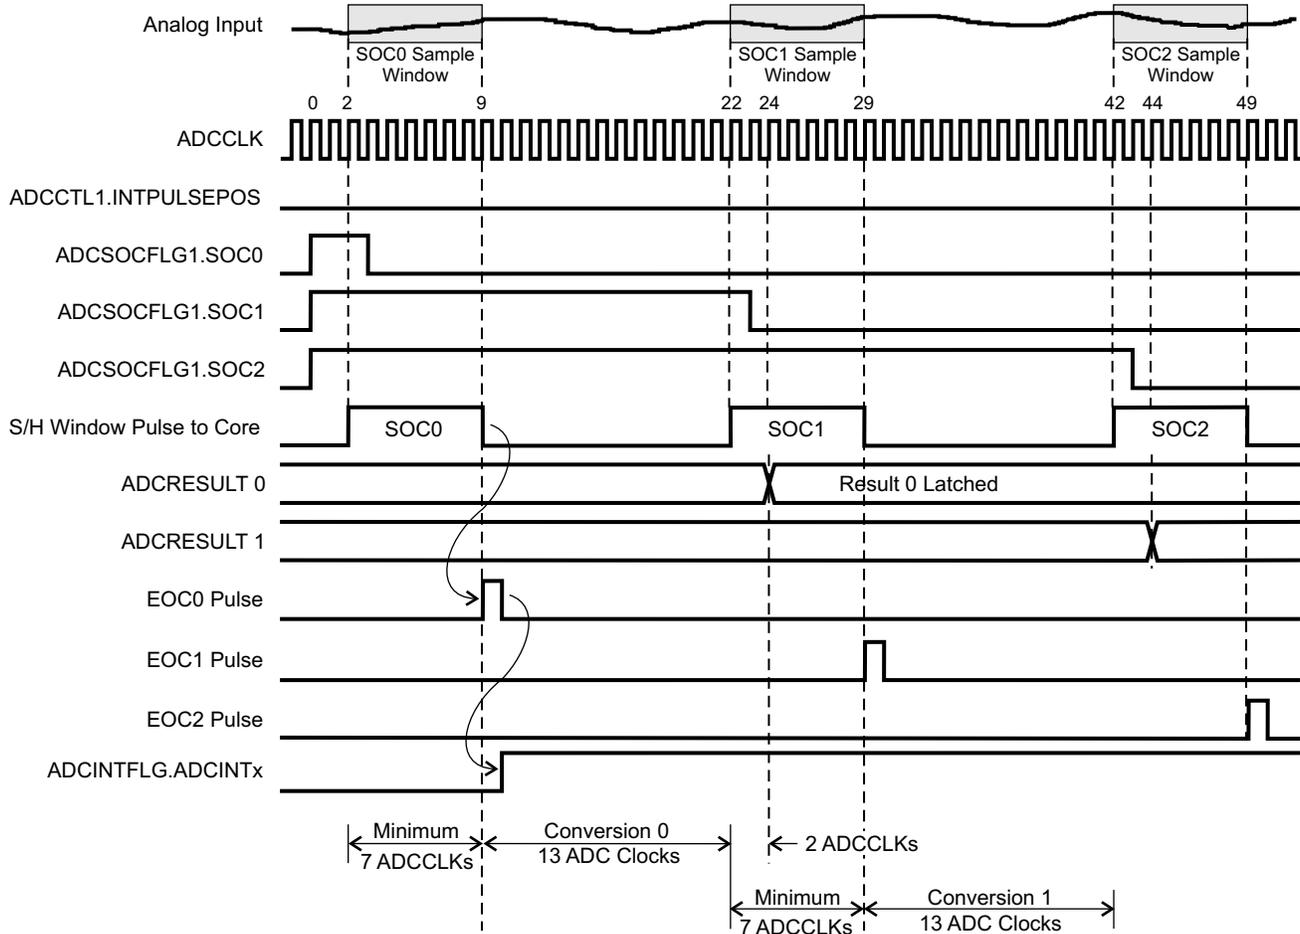 Analog Input
SOC0 Sample
Window
SOC1 Sample
Window
SOC2 Sample
Window
0 2 9 22 24 29 42 44 49
ADCCLK
ADCCTL1.INTPULSEPOS
ADCSOCFLG1.SOC0
ADCSOCFLG1.SOC1
ADCSOCFLG1.SOC2
S/H Window Pulse to Core SOC0 SOC1 SOC2
ADCRESULT 0 Result 0 Latched
ADCRESULT 1
EOC0 Pulse
EOC1 Pulse
EOC2 Pulse
ADCINTFLG.ADCINTx
Minimum
7 ADCCLKs
Conversion 0
13 ADC Clocks
2 ADCCLKs
Minimum
7 ADCCLKs
Conversion 1
13 ADC Clocks